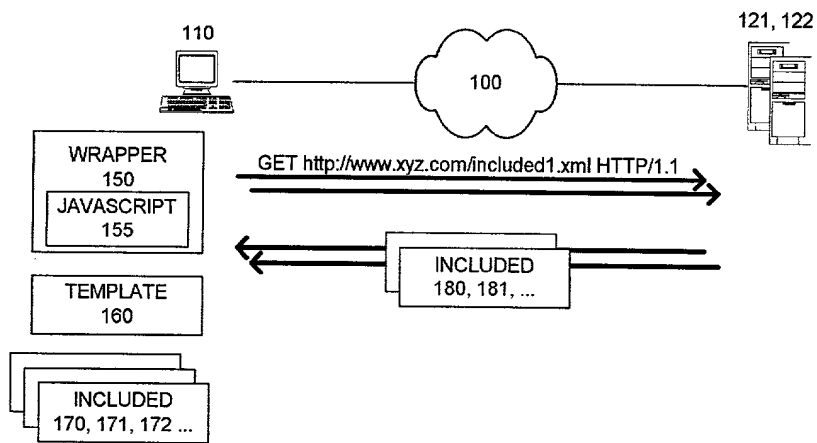 121, 122
110
100
WRAPPER
150
JAVASCRIPT
155
GET http://www.xyz.com/included1.xml HTTP/1.1
INCLUDED
180, 181, ...
TEMPLATE
160
INCLUDED
170, 171, 172 ...